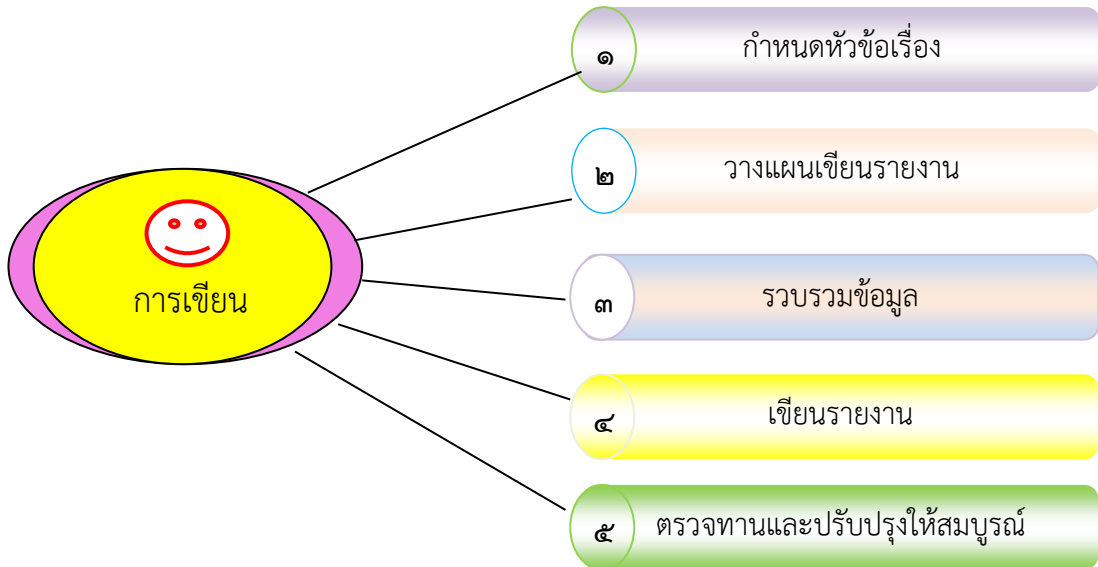 ๑
กำหนดหัวข้อเรื่อง
๒
วางแผนเขียนรายงาน
การเขียน
๓
รวบรวมข้อมูล
๔
เขียนรายงาน
๕
ตรวจทานและปรับปรุงให้สมบูรณ์